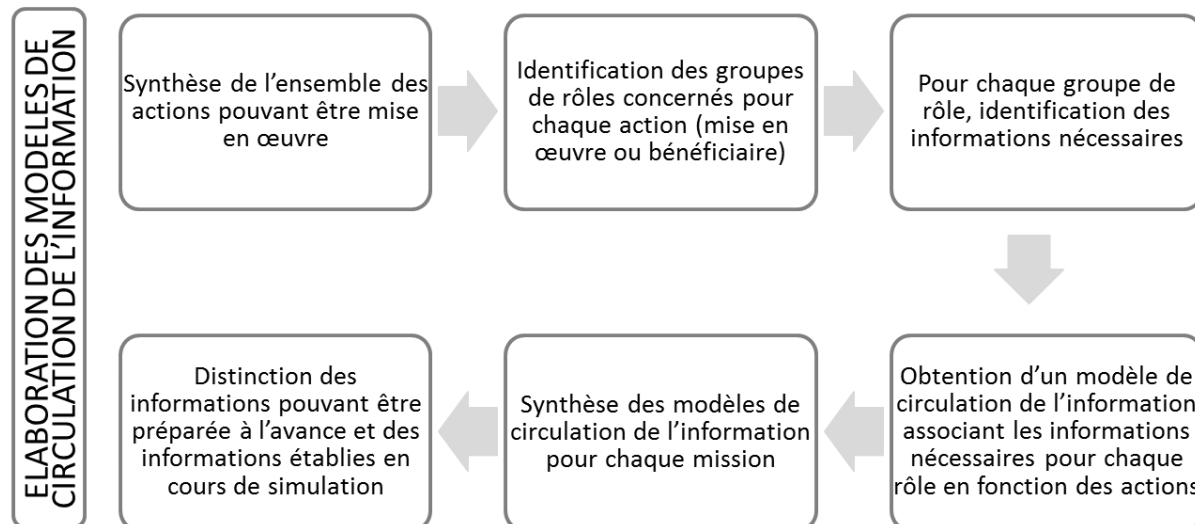 ELABORATION DES MODELES DE
CIRCULATION DE L'INFORMATION
Synthèse de l'ensemble des
actions pouvant être mise
en œuvre
Identification des groupes
de rôles concernés pour
chaque action (mise en
œuvre ou bénéficiaire)
Pour chaque groupe de
rôle, identification des
informations nécessaires
Obtention d'un modèle de
circulation de l'information
associant les informations
nécessaires pour chaque
rôle en fonction des actions
Synthèse des modèles de
circulation de l'information
pour chaque mission
Distinction des
informations pouvant être
préparée à l'avance et des
informations établies en
cours de simulation